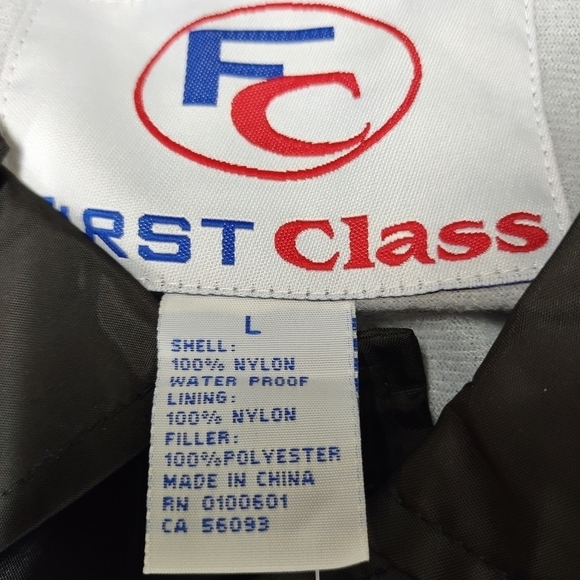 FC
FIRST Class
L
SHELL:
100% NYLON
WATER PROOF
LINING:
100% NYLON
FILLER:
100%POLYESTER
MADE IN CHINA
RN 0100601
CA 56093